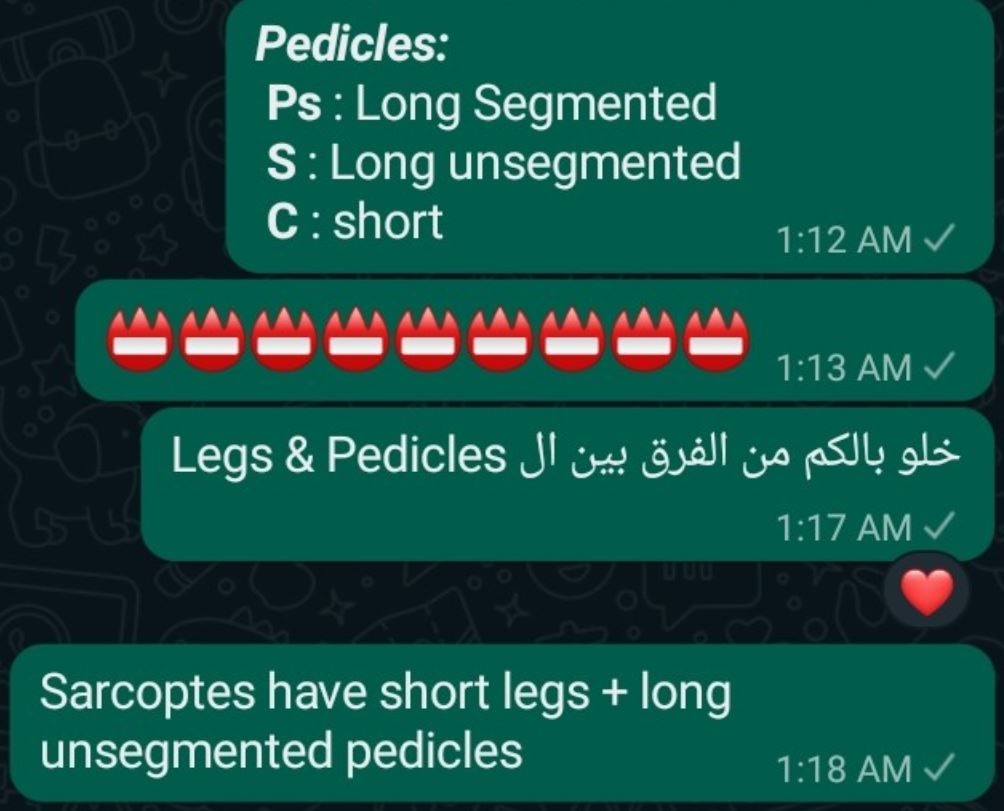 Pedicles:
Ps : Long Segmented
S : Long unsegmented
C : short
1:12 AM
1:13 AM
خلو بالكم من الفرق بين ال Legs & Pedicles
1:17 AM
Sarcoptes have short legs + long
unsegmented pedicles
1:18 AM